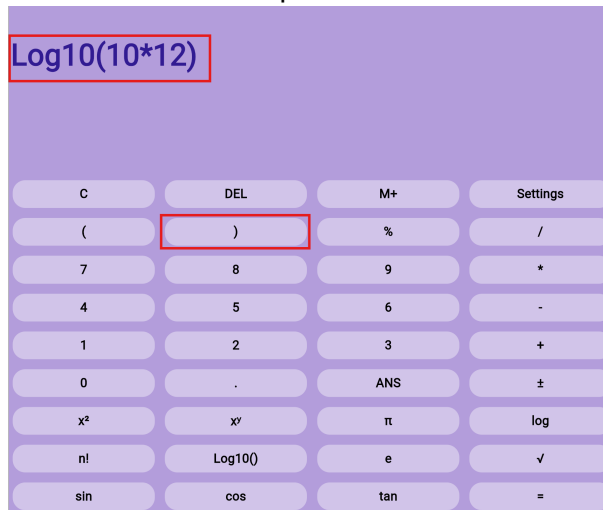 Log10(10*12)
C DEL M+ Settings
( ) % /
7 8 9 *
4 5 6 -
1 2 3 +
0 . ANS ±
x² xʸ π log
n! Log10() e √
sin cos tan =